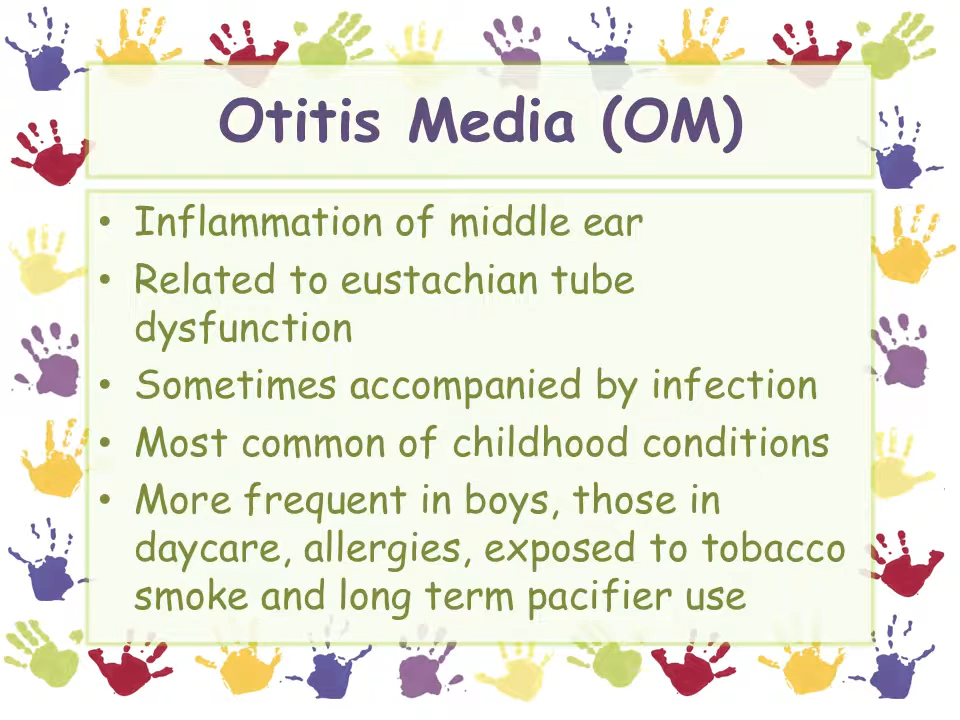 Otitis Media (OM)
• Inflammation of middle ear
• Related to eustachian tube
dysfunction
• Sometimes accompanied by infection
• Most common of childhood conditions
• More frequent in boys, those in
daycare, allergies, exposed to tobacco
smoke and long term pacifier use